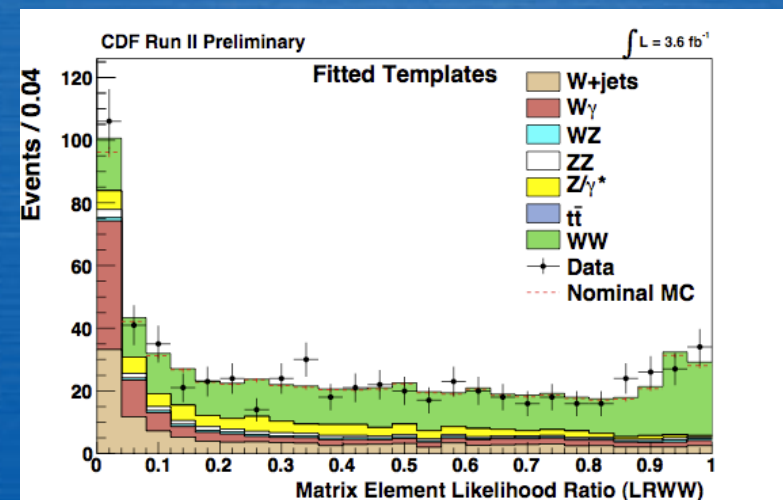 CDF Run II Preliminary
∫ L = 3.6 fb⁻¹
Fitted Templates
W+jets
Wγ
WZ
ZZ
Z/γ*
tt̄
WW
Data
Nominal MC
Events / 0.04
120
100
80
60
40
20
0
0 0.1 0.2 0.3 0.4 0.5 0.6 0.7 0.8 0.9 1
Matrix Element Likelihood Ratio (LRWW)